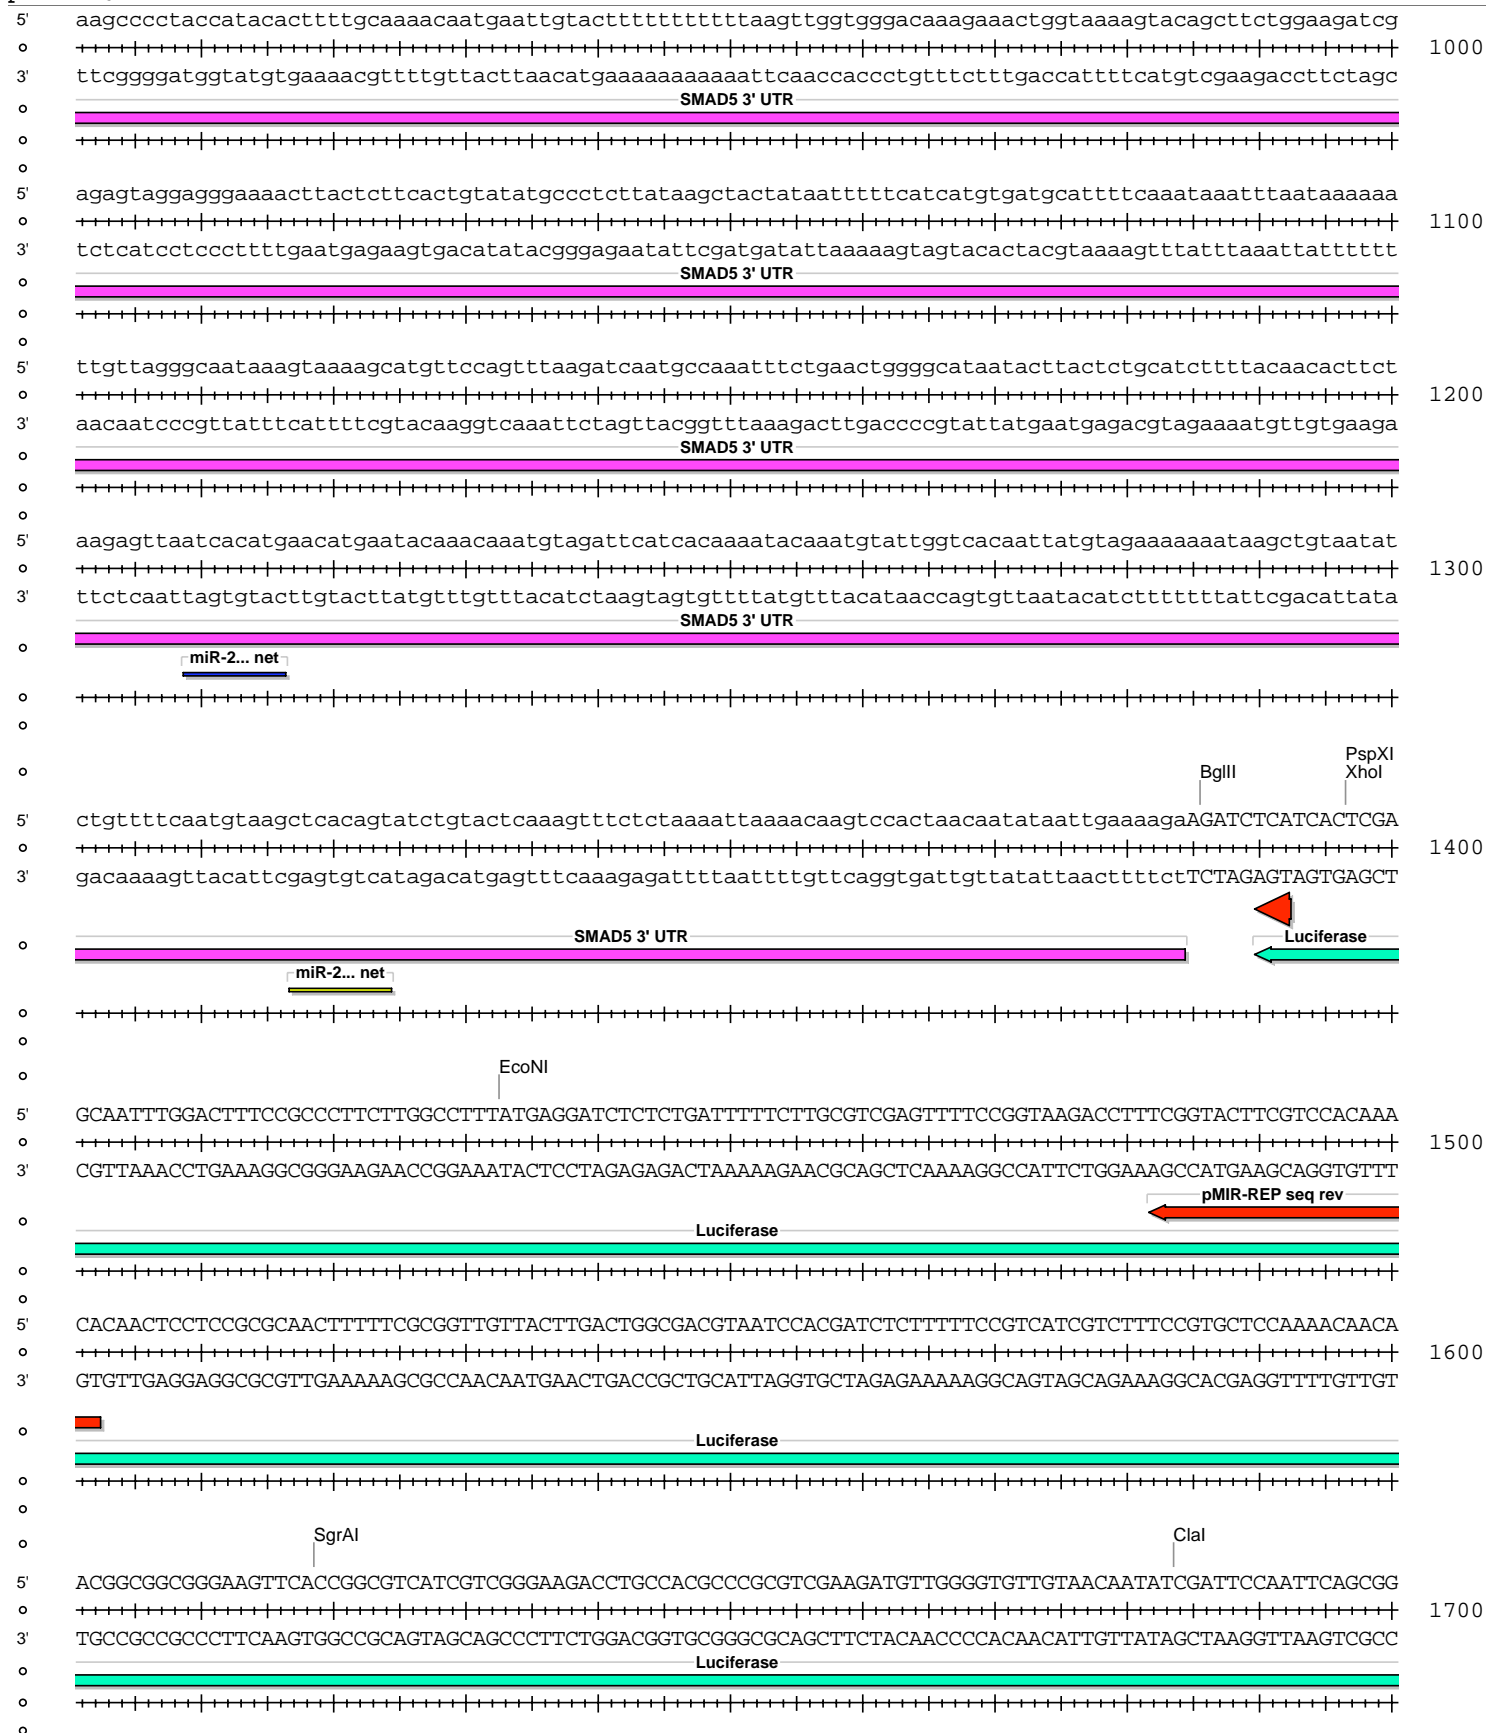 5' aagcccctaccatacacttttgcaaaacaatgaattgtactttttttttttaagttggtgggacaaagaaactggtaaaagtacagcttctggaagatcg
1000
3' ttcggggatggtatgtgaaaacgttttgttacttaacatgaaaaaaaaaaattcaaccaccctgtttctttgaccattttcatgtcgaagaccttctagc
SMAD5 3' UTR
5' agagtaggagggaaaacttactcttcactgtatatgccctcttataagctactataatttttcatcatgtgatgcattttcaaataaatttaataaaaaa
1100
3' tctcatcctcccttttgaatgagaagtgacatatacgggagaatattcgatgatattaaaaagtagtacactacgtaaaagtttatttaaattatttttt
SMAD5 3' UTR
5' ttgttagggcaataaagtaaaagcatgttccagtttaagatcaatgccaaatttctgaactggggcataatacttactctgcatcttttacaacacttct
1200
3' aacaatcccgttatttcattttcgtacaaggtcaaattctagttacggtttaaagacttgaccccgtattatgaatgagacgtagaaaatgttgtgaaga
SMAD5 3' UTR
5' aagagttaatcacatgaacatgaatacaaacaaatgtagattcatcacaaaatacaaatgtattggtcacaattatgtagaaaaaaataagctgtaatat
1300
3' ttctcaattagtgtacttgtacttatgtttgtttacatctaagtagtgttttatgtttacataaccagtgttaatacatctttttttattcgacattata
SMAD5 3' UTR
miR-2... net
PspXI
BglII XhoI
5' ctgttttcaatgtaagctcacagtatctgtactcaaagtttctctaaaattaaaacaagtccactaacaatataattgaaaagaAGATCTCATCACTCGA
1400
3' gacaaaagttacattcgagtgtcatagacatgagtttcaaagagattttaattttgttcaggtgattgttatattaacttttctTCTAGAGTAGTGAGCT
SMAD5 3' UTR Luciferase
miR-2... net
EcoNI
5' GCAATTTGGACTTTCCGCCCTTCTTGGCCTTTATGAGGATCTCTCTGATTTTTCTTGCGTCGAGTTTTCCGGTAAGACCTTTCGGTACTTCGTCCACAAA
1500
3' CGTTAAACCTGAAAGGCGGGAAGAACCGGAAATACTCCTAGAGAGACTAAAAAGAACGCAGCTCAAAAGGCCATTCTGGAAAGCCATGAAGCAGGTGTTT
pMIR-REP seq rev
Luciferase
5' CACAACTCCTCCGCGCAACTTTTTCGCGGTTGTTACTTGACTGGCGACGTAATCCACGATCTCTTTTTCCGTCATCGTCTTTCCGTGCTCCAAAACAACA
1600
3' GTGTTGAGGAGGCGCGTTGAAAAAGCGCCAACAATGAACTGACCGCTGCATTAGGTGCTAGAGAAAAAGGCAGTAGCAGAAAGGCACGAGGTTTTGTTGT
Luciferase
SgrAI ClaI
5' ACGGCGGCGGGAAGTTCACCGGCGTCATCGTCGGGAAGACCTGCCACGCCCGCGTCGAAGATGTTGGGGTGTTGTAACAATATCGATTCCAATTCAGCGG
1700
3' TGCCGCCGCCCTTCAAGTGGCCGCAGTAGCAGCCCTTCTGGACGGTGCGGGCGCAGCTTCTACAACCCCACAACATTGTTATAGCTAAGGTTAAGTCGCC
Luciferase